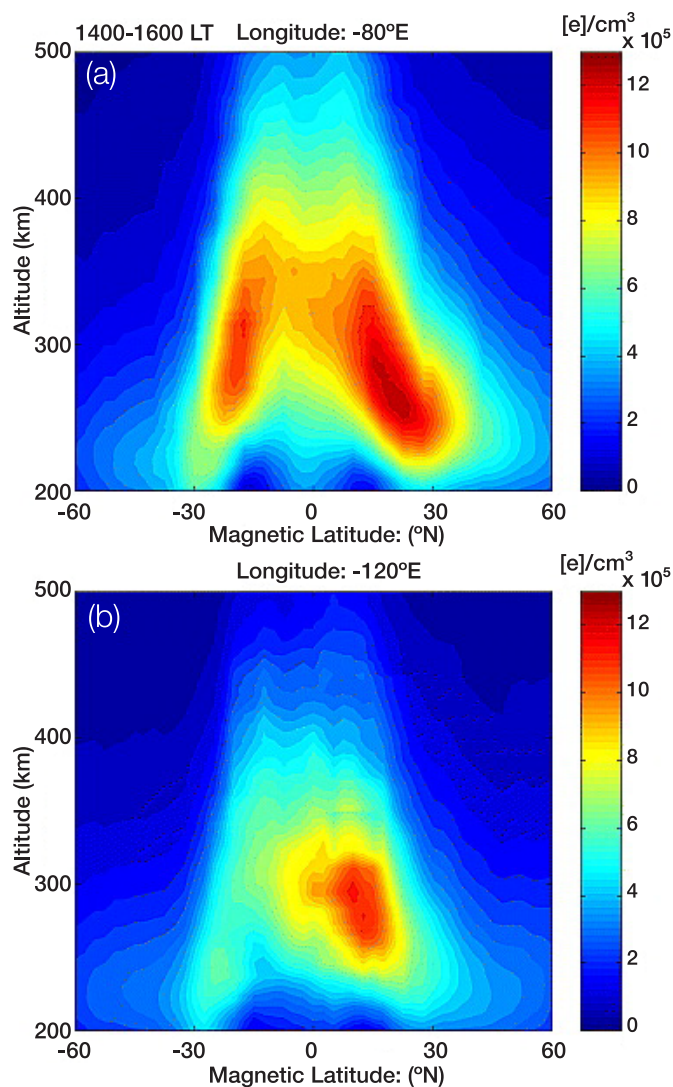 1400-1600 LT Longitude: -80ºE
[e]/cm³
x 10⁵
(a)
500
400
300
200
Altitude (km)
-60 -30 0 30 60
Magnetic Latitude: (ºN)
12
10
8
6
4
2
0
Longitude: -120ºE
[e]/cm³
x 10⁵
(b)
500
400
300
200
Altitude (km)
-60 -30 0 30 60
Magnetic Latitude: (ºN)
12
10
8
6
4
2
0